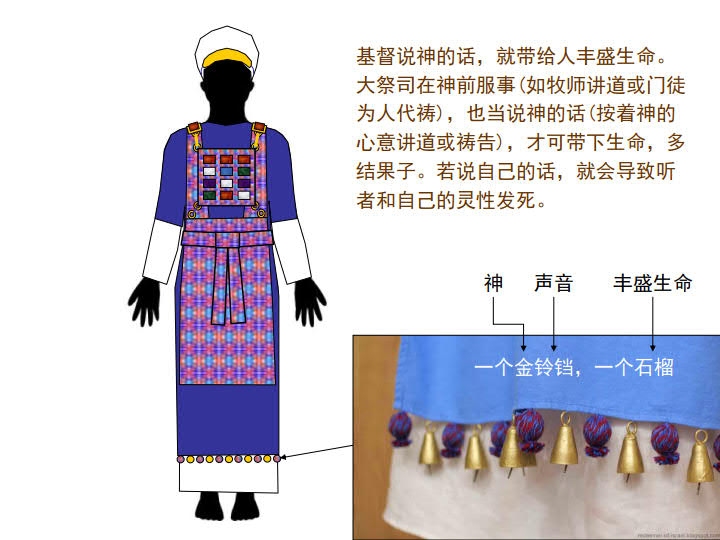 基督说神的话，就带给人丰盛生命。
大祭司在神前服事(如牧师讲道或门徒
为人代祷)，也当说神的话(按着神的
心意讲道或祷告)，才可带下生命，多
结果子。若说自己的话，就会导致听
者和自己的灵性发死。
神 声音 丰盛生命
一个金铃铛，一个石榴